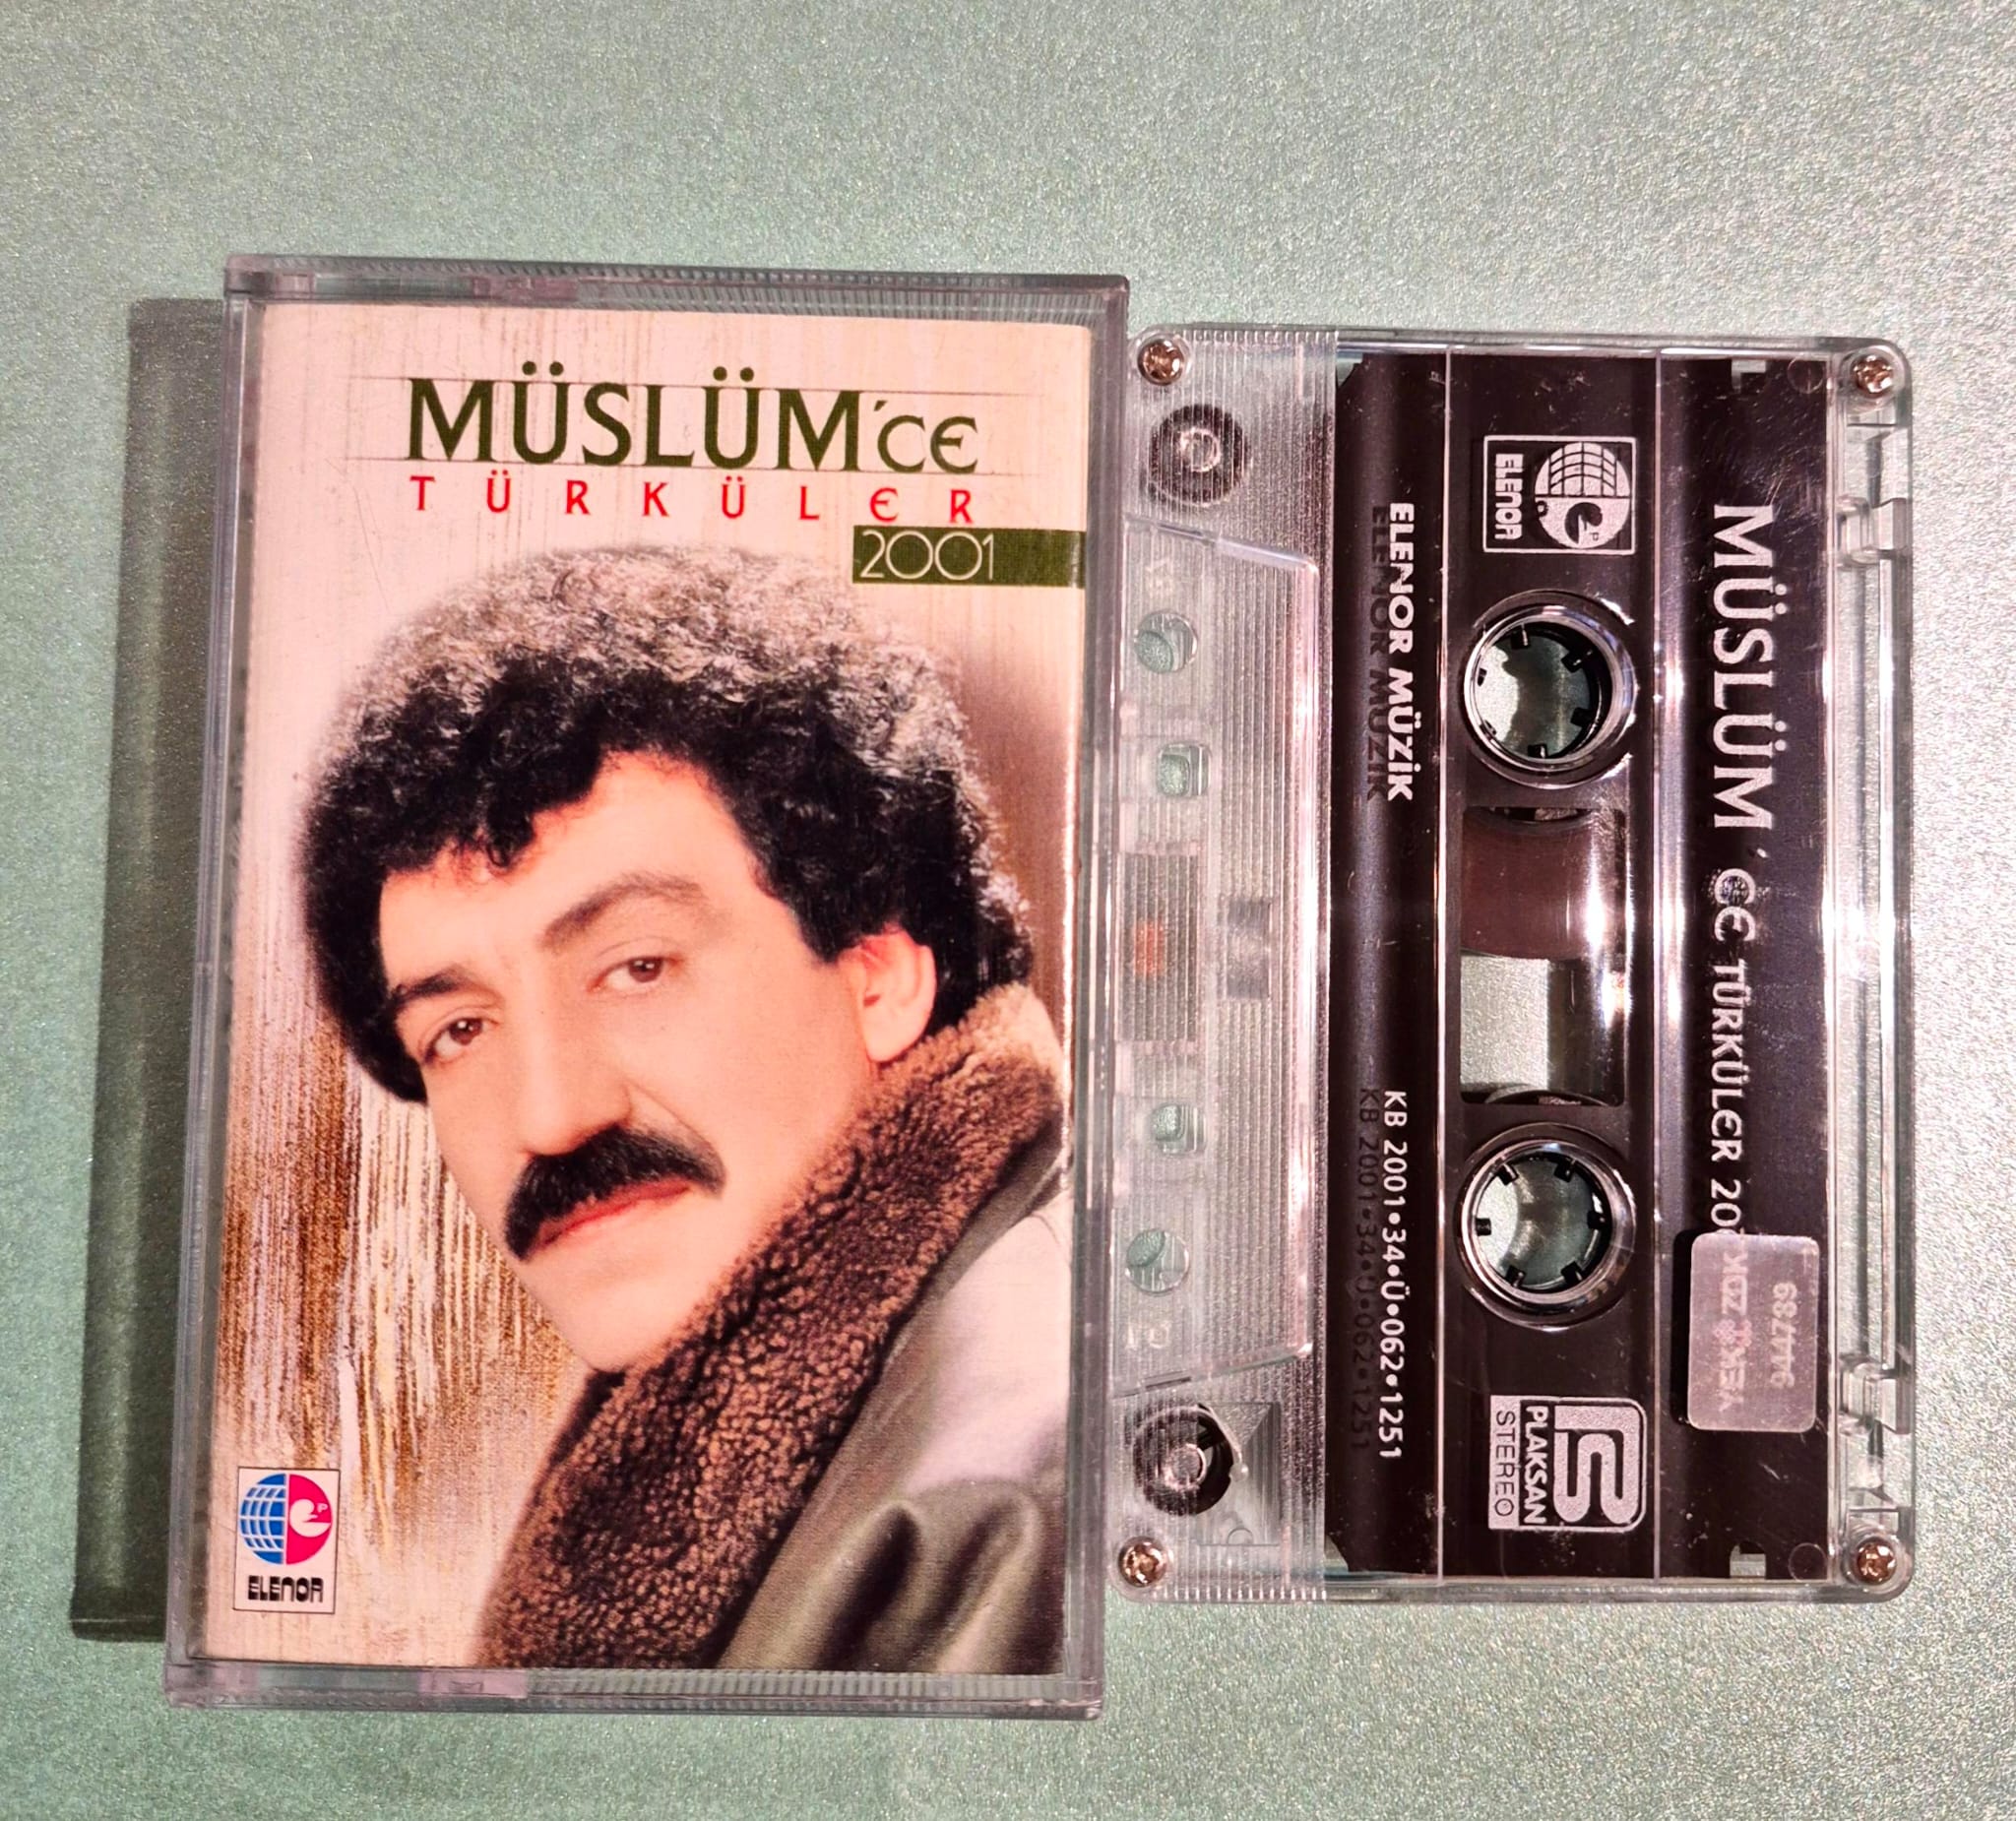 MÜSLÜM'CE
TÜRKÜLER
2001
ELENOR
MÜSLÜM'CE TÜRKÜLER 20
ELENOR
PLAKSAN
STEREO
944789
ELENOR MÜZİK
KB 2001•34•Ü•062•1251